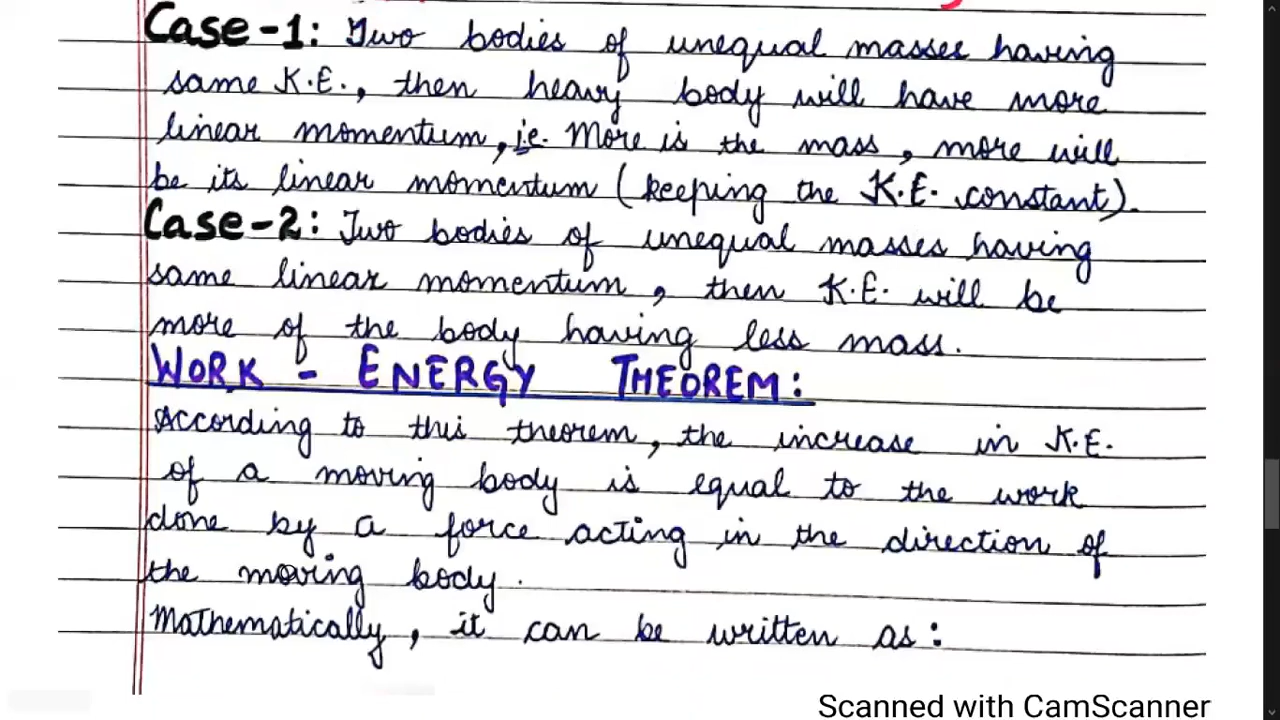 Case-1: Two bodies of unequal masses having
same K.E., then heavy body will have more
linear momentum, i.e. More is the mass, more will
be its linear momentum (keeping the K.E. constant).
Case-2: Two bodies of unequal masses having
same linear momentum, then K.E. will be
more of the body having less mass.
WORK - ENERGY THEOREM:
According to this theorem, the increase in K.E.
of a moving body is equal to the work
done by a force acting in the direction of
the moving body.
Mathematically, it can be written as:
Scanned with CamScanner